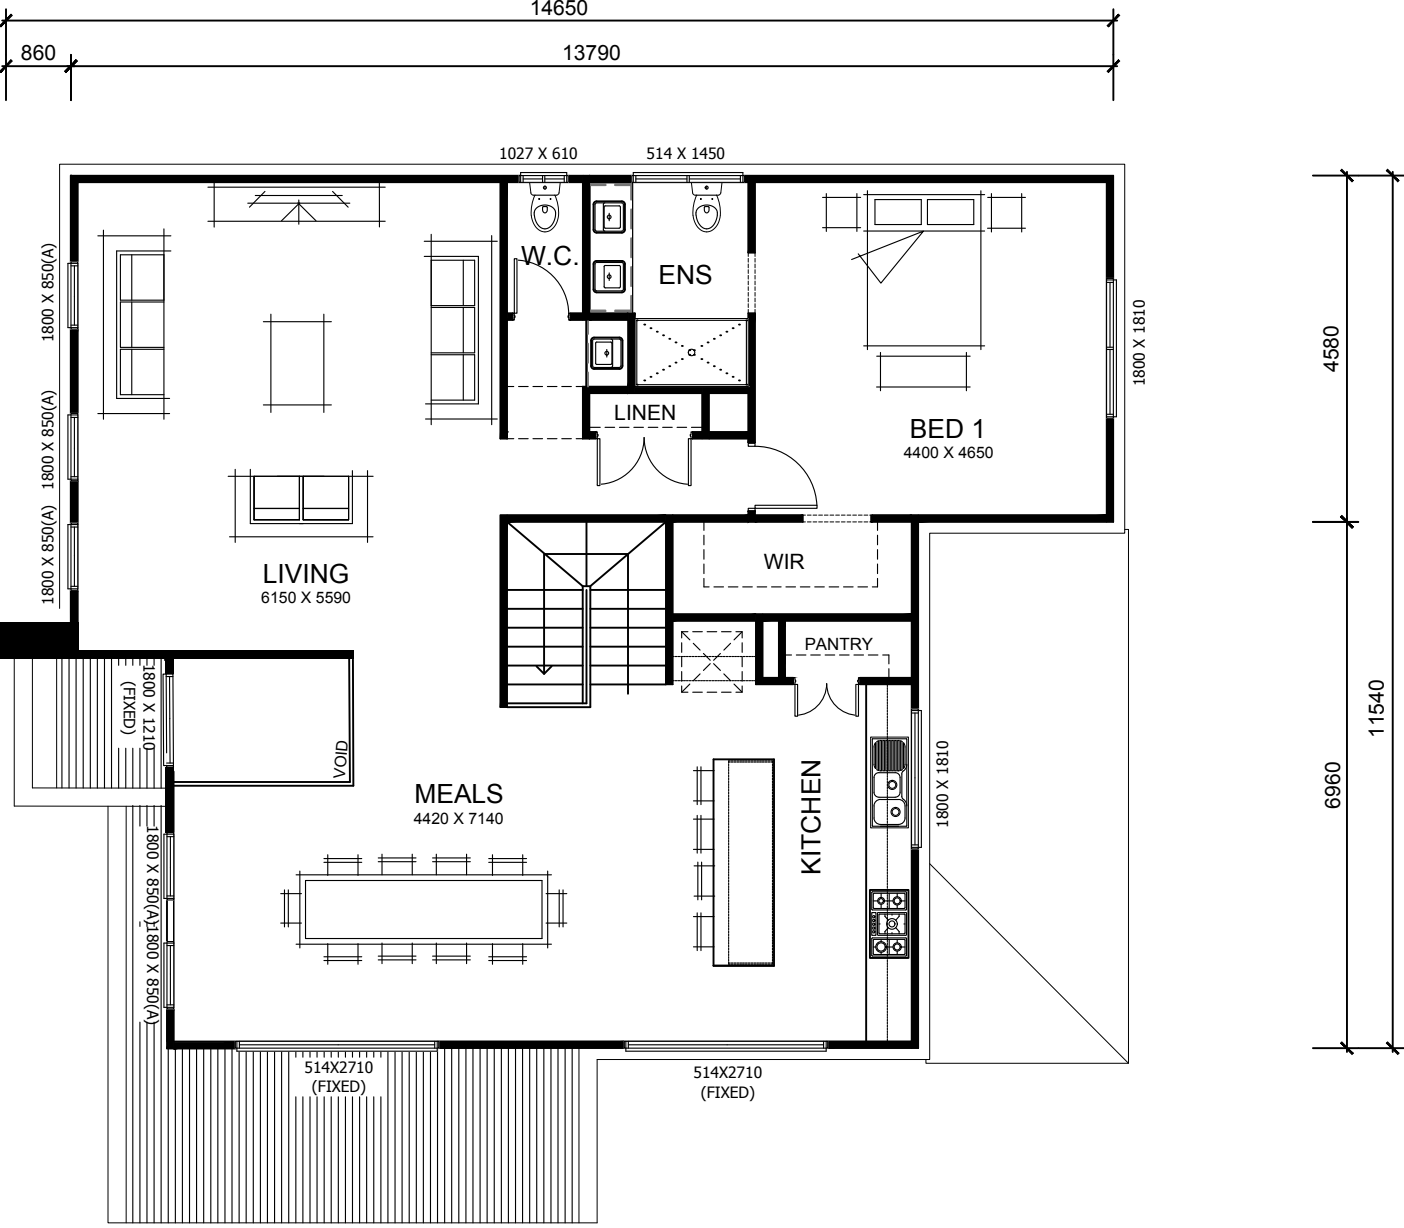 14650
860
13790
1027 X 610
514 X 1450
W.C.
ENS
1800 X 850(A)
1800 X 850(A)
1800 X 850(A)
LINEN
BED 1
4400 X 4650
1800 X 1810
4580
11540
6960
LIVING
6150 X 5590
WIR
PANTRY
1800 X 1210
(FIXED)
VOID
MEALS
4420 X 7140
KITCHEN
1800 X 1810
1800 X 850(A)
1800 X 850(A)
514X2710
(FIXED)
514X2710
(FIXED)